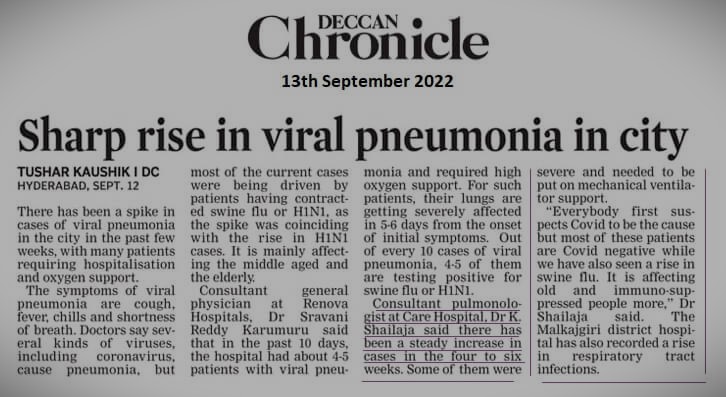 DECCAN
Chronicle
13th September 2022
Sharp rise in viral pneumonia in city
TUSHAR KAUSHIK I DC
HYDERABAD, SEPT. 12
There has been a spike in
cases of viral pneumonia
in the city in the past few
weeks, with many patients
requiring hospitalisation
and oxygen support.
The symptoms of viral
pneumonia are cough,
fever, chills and shortness
of breath. Doctors say sev-
eral kinds of viruses,
including coronavirus,
cause pneumonia, but
most of the current cases
were being driven by
patients having contract-
ed swine flu or H1N1, as
the spike was coinciding
with the rise in H1N1
cases. It is mainly affect-
ing the middle aged and
the elderly.
Consultant general
physician at Renova
Hospitals, Dr Sravani
Reddy Karumuru said
that in the past 10 days,
the hospital had about 4-5
patients with viral pneu-
monia and required high
oxygen support. For such
patients, their lungs are
getting severely affected
in 5-6 days from the onset
of initial symptoms. Out
of every 10 cases of viral
pneumonia, 4-5 of them
are testing positive for
swine flu or H1N1.
Consultant pulmonolo-
gist at Care Hospital, Dr K.
Shailaja said there has
been a steady increase in
cases in the four to six
weeks. Some of them were
severe and needed to be
put on mechanical ventila-
tor support.
"Everybody first sus-
pects Covid to be the cause
but most of these patients
are Covid negative while
we have also seen a rise in
swine flu. It is affecting
old and immuno-sup-
pressed people more," Dr
Shailaja said. The
Malkajgiri district hospi-
tal has also recorded a rise
in respiratory tract
infections.